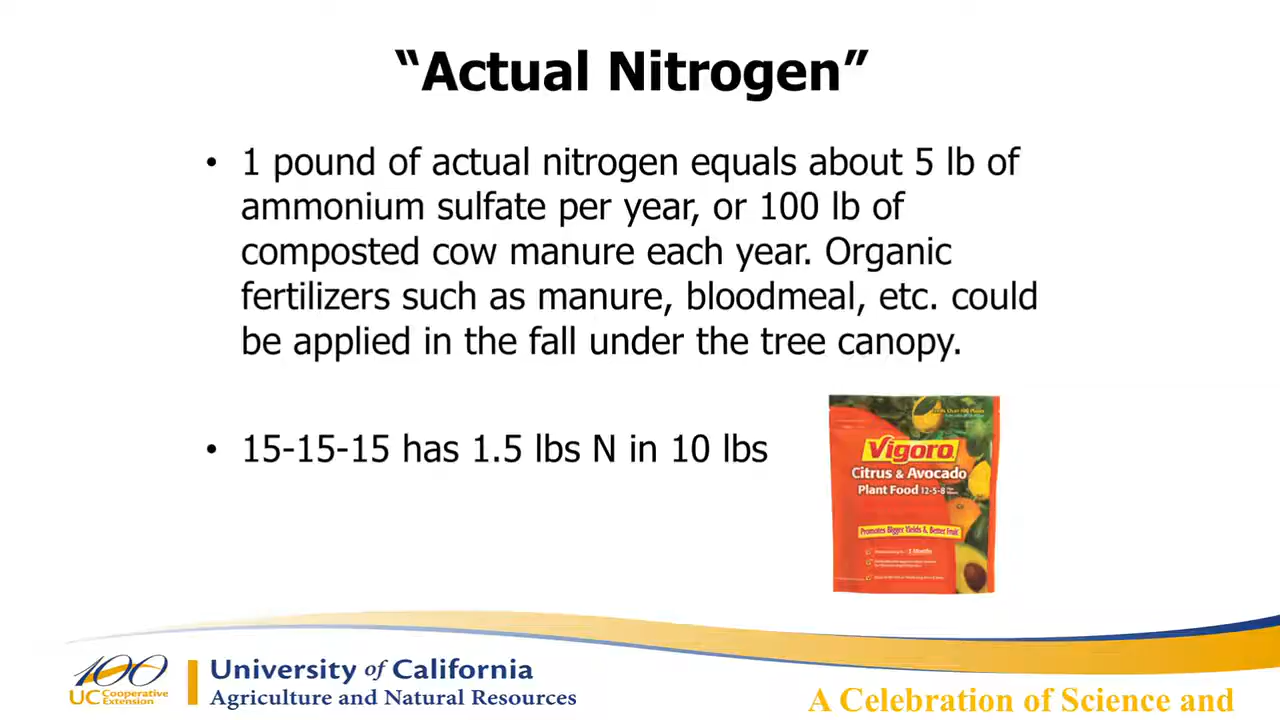 “Actual Nitrogen”
• 1 pound of actual nitrogen equals about 5 lb of
ammonium sulfate per year, or 100 lb of
composted cow manure each year. Organic
fertilizers such as manure, bloodmeal, etc. could
be applied in the fall under the tree canopy.
• 15-15-15 has 1.5 lbs N in 10 lbs
Vigoro
Citrus & Avocado
Plant Food 12-5-8
Promotes Bigger Yields & Better Fruit
100
UC Cooperative
Extension
University of California
Agriculture and Natural Resources
A Celebration of Science and